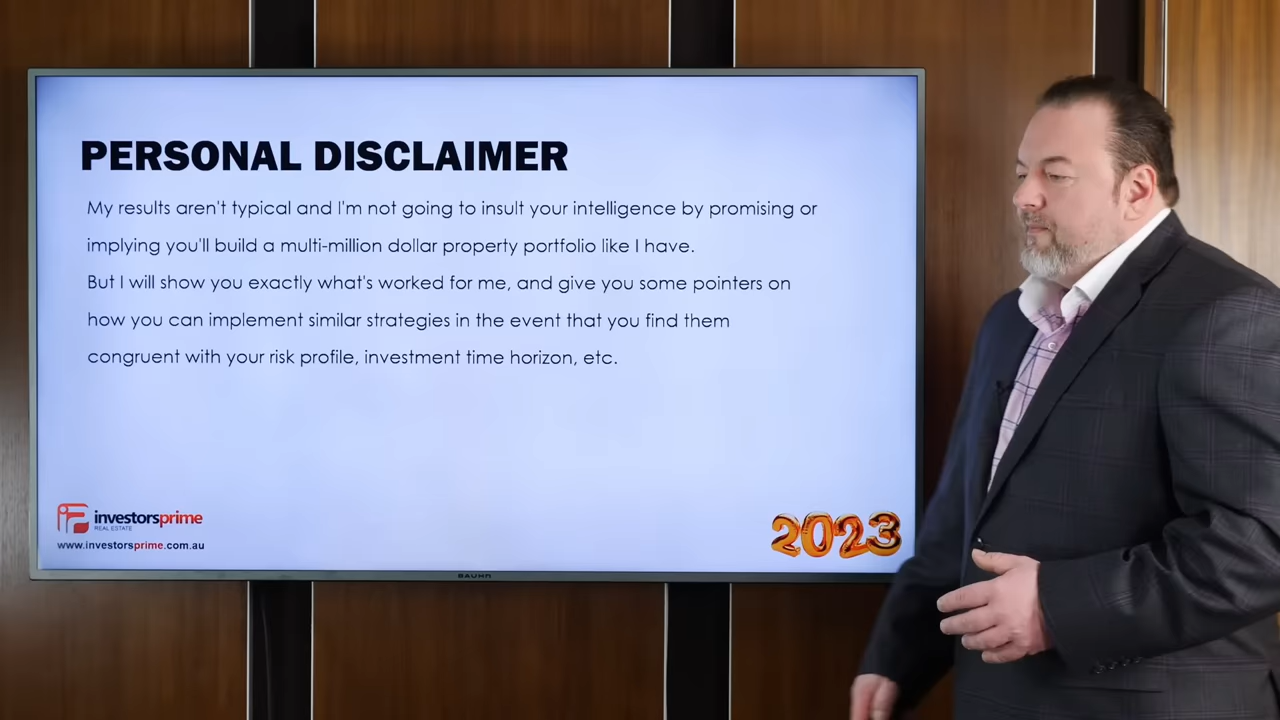 PERSONAL DISCLAIMER
My results aren't typical and I'm not going to insult your intelligence by promising or
implying you'll build a multi-million dollar property portfolio like I have.
But I will show you exactly what's worked for me, and give you some pointers on
how you can implement similar strategies in the event that you find them
congruent with your risk profile, investment time horizon, etc.
investorsprime
REAL ESTATE
www.investorsprime.com.au
2023
BAUHN